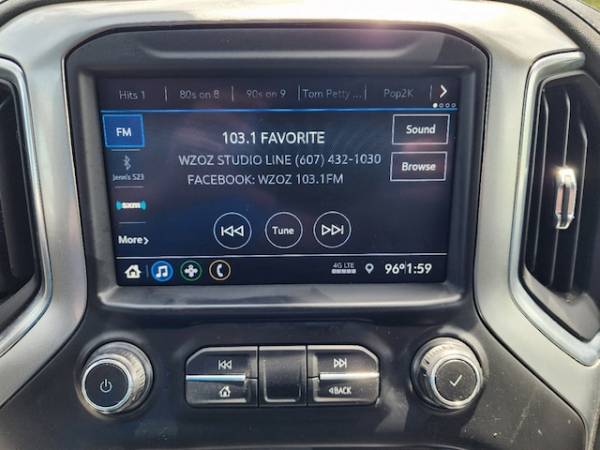 Hits 1 80s on 8 90s on 9 Tom Petty ... Pop2K
FM
103.1 FAVORITE
Sound
WZOZ STUDIO LINE (607) 432-1030
Browse
Jenn's S23
FACEBOOK: WZOZ 103.1FM
sxm
Tune
More
4G LTE
96° 1:59
BACK